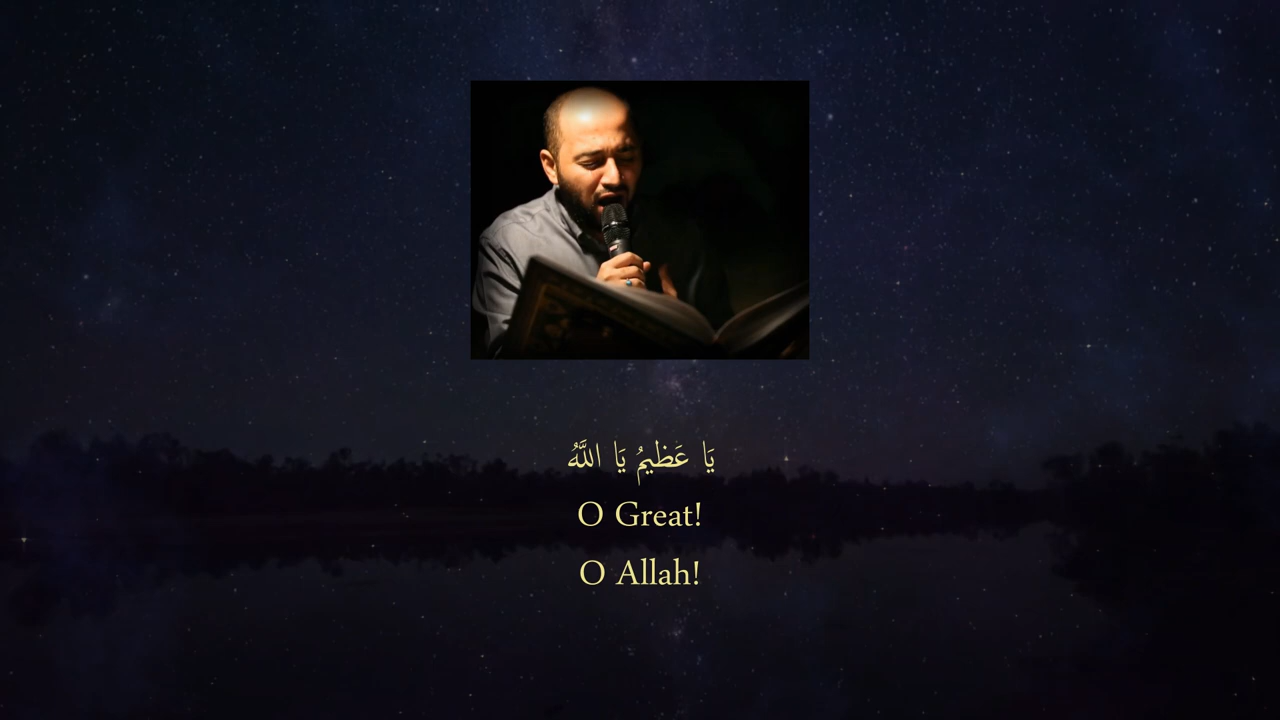 يَا عَظِيمُ يَا اللَّهُ
O Great!
O Allah!